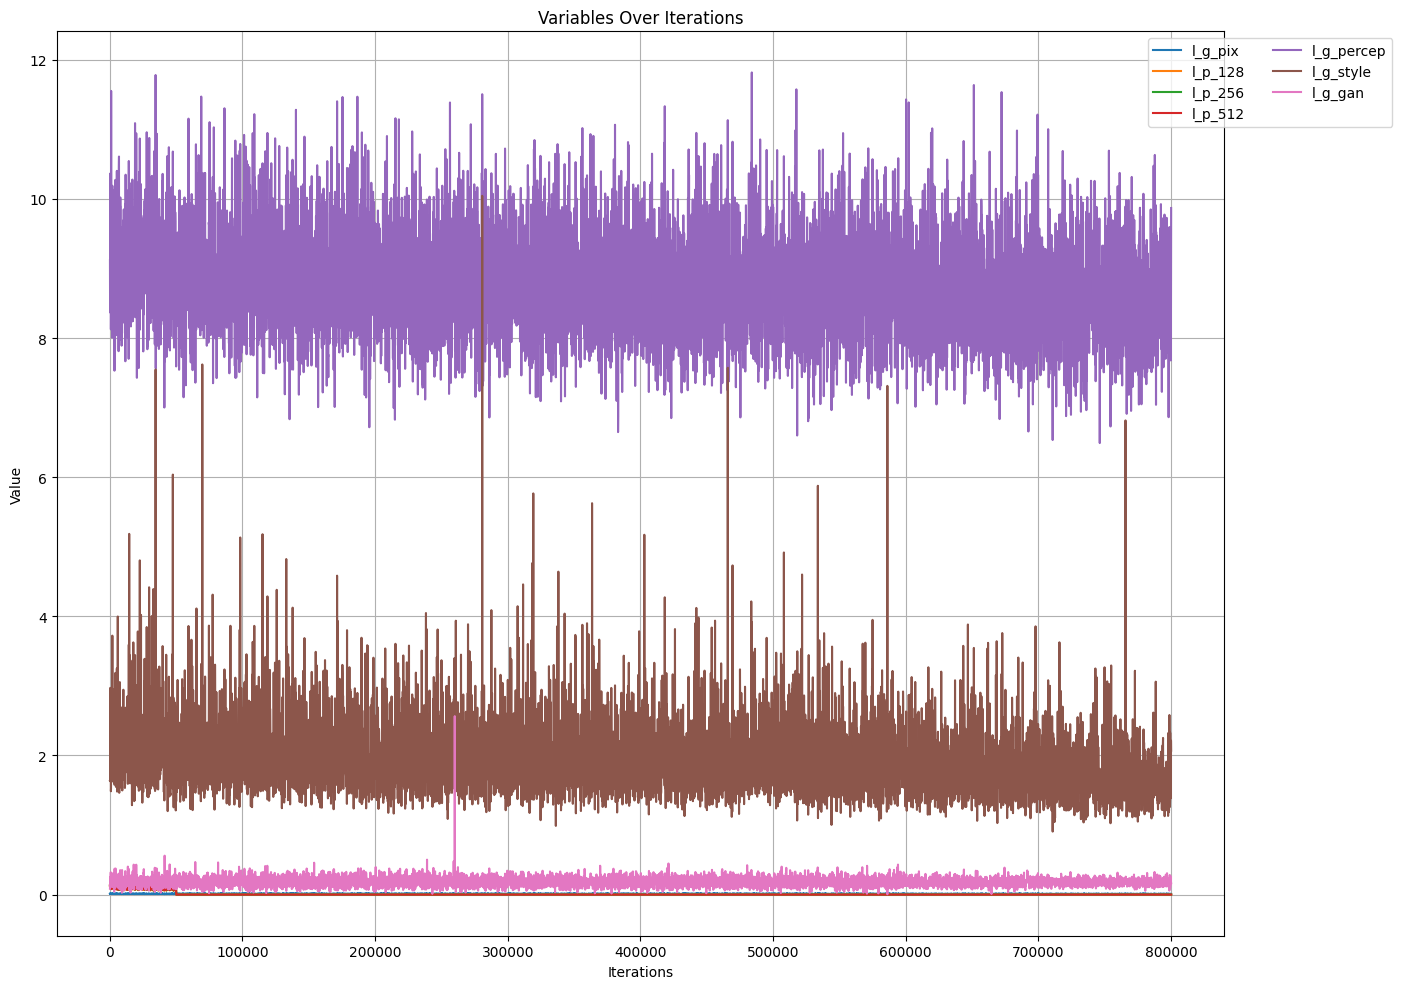 Variables Over Iterations
l_g_pix
l_p_128
l_p_256
l_p_512
l_g_percep
l_g_style
l_g_gan
12
10
8
6
4
2
0
Value
0
100000
200000
300000
400000
500000
600000
700000
800000
Iterations